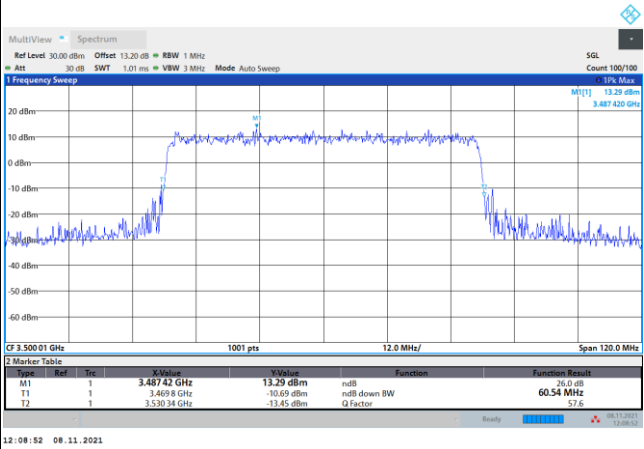 MultiView Spectrum
Ref Level 30.00 dBm Offset 13.20 dB RBW 1 MHz SGL
Att 30 dB SWT 1.01 ms VBW 3 MHz Mode Auto Sweep Count 100/100
1 Frequency Sweep 1Pk Max
M1[1] 13.29 dBm
3.487 420 GHz
M1
20 dBm
10 dBm
0 dBm
-10 dBm
T1
T2
-20 dBm
-30 dBm
-40 dBm
-50 dBm
-60 dBm
CF 3.500 01 GHz 1001 pts 12.0 MHz/ Span 120.0 MHz
2 Marker Table
Type Ref Trc X-Value Y-Value Function Function Result
M1 1 3.487 42 GHz 13.29 dBm ndB 26.0 dB
T1 1 3.469 8 GHz -10.69 dBm ndB down BW 60.54 MHz
T2 1 3.530 34 GHz -13.45 dBm Q Factor 57.6
Ready 08.11.2021
12:08:52
12:08:52 08.11.2021